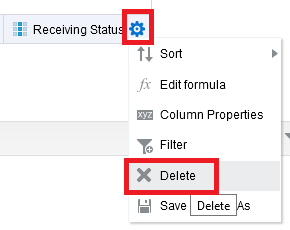 Receiving Status
Sort
fx Edit formula
xyz Column Properties
Filter
Delete
Save Delete As